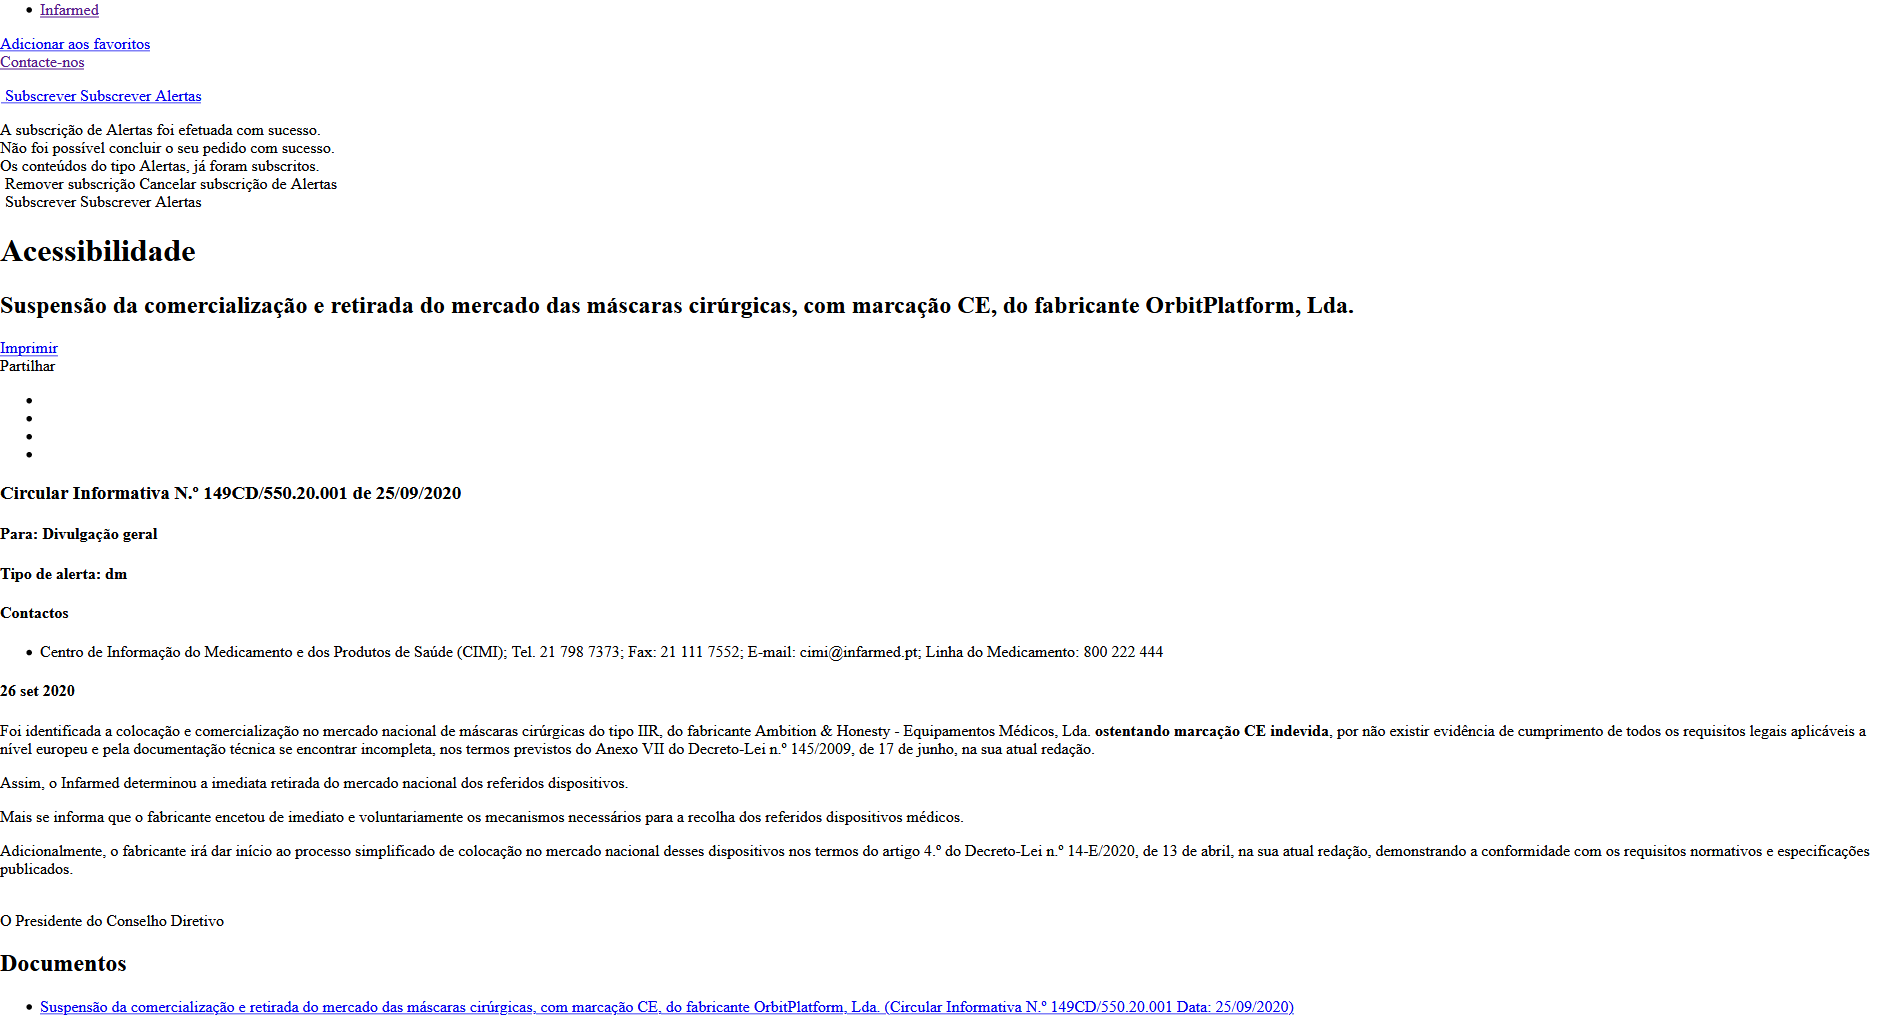 Infarmed
Adicionar aos favoritos
Contacte-nos
Subscrever Subscrever Alertas
A subscrição de Alertas foi efetuada com sucesso.
Não foi possível concluir o seu pedido com sucesso.
Os conteúdos do tipo Alertas, já foram subscritos.
Remover subscrição Cancelar subscrição de Alertas
Subscrever Subscrever Alertas
Acessibilidade
Suspensão da comercialização e retirada do mercado das máscaras cirúrgicas, com marcação CE, do fabricante OrbitPlatform, Lda.
Imprimir
Partilhar
Circular Informativa N.º 149CD/550.20.001 de 25/09/2020
Para: Divulgação geral
Tipo de alerta: dm
Contactos
Centro de Informação do Medicamento e dos Produtos de Saúde (CIMI); Tel. 21 798 7373; Fax: 21 111 7552; E-mail: cimi@infarmed.pt; Linha do Medicamento: 800 222 444
26 set 2020
Foi identificada a colocação e comercialização no mercado nacional de máscaras cirúrgicas do tipo IIR, do fabricante Ambition & Honesty - Equipamentos Médicos, Lda. ostentando marcação CE indevida, por não existir evidência de cumprimento de todos os requisitos legais aplicáveis a
nível europeu e pela documentação técnica se encontrar incompleta, nos termos previstos do Anexo VII do Decreto-Lei n.º 145/2009, de 17 de junho, na sua atual redação.
Assim, o Infarmed determinou a imediata retirada do mercado nacional dos referidos dispositivos.
Mais se informa que o fabricante encetou de imediato e voluntariamente os mecanismos necessários para a recolha dos referidos dispositivos médicos.
Adicionalmente, o fabricante irá dar início ao processo simplificado de colocação no mercado nacional desses dispositivos nos termos do artigo 4.º do Decreto-Lei n.º 14-E/2020, de 13 de abril, na sua atual redação, demonstrando a conformidade com os requisitos normativos e especificações
publicados.
O Presidente do Conselho Diretivo
Documentos
Suspensão da comercialização e retirada do mercado das máscaras cirúrgicas, com marcação CE, do fabricante OrbitPlatform, Lda. (Circular Informativa N.º 149CD/550.20.001 Data: 25/09/2020)